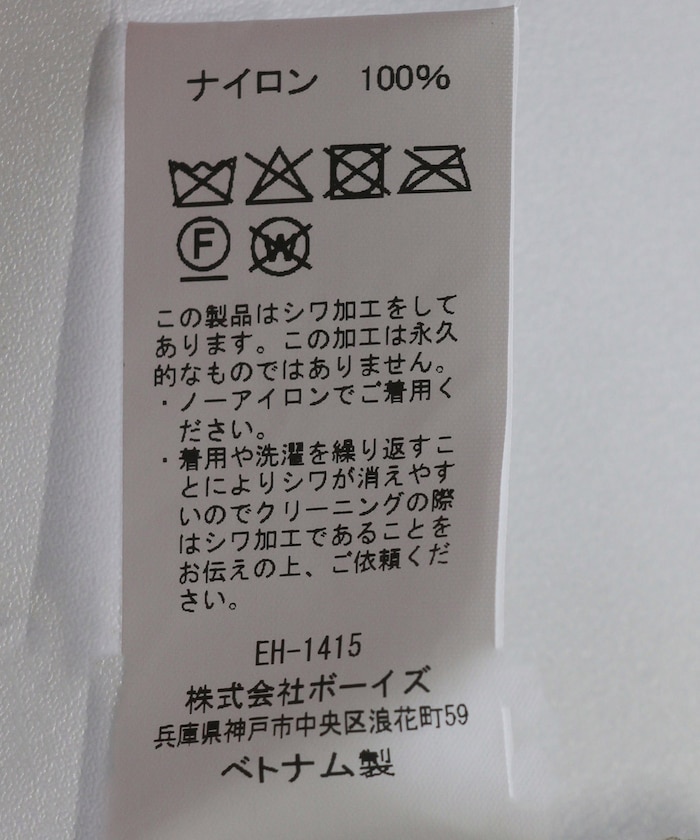 ナイロン 100%
F W
この製品はシワ加工をして
あります。この加工は永久
的なものではありません。
・ノーアイロンでご着用く
ださい。
・着用や洗濯を繰り返すこ
とによりシワが消えやす
いのでクリーニングの際
はシワ加工であることを
お伝えの上、ご依頼くだ
さい。
EH-1415
株式会社ボーイズ
兵庫県神戸市中央区浪花町59
ベトナム製